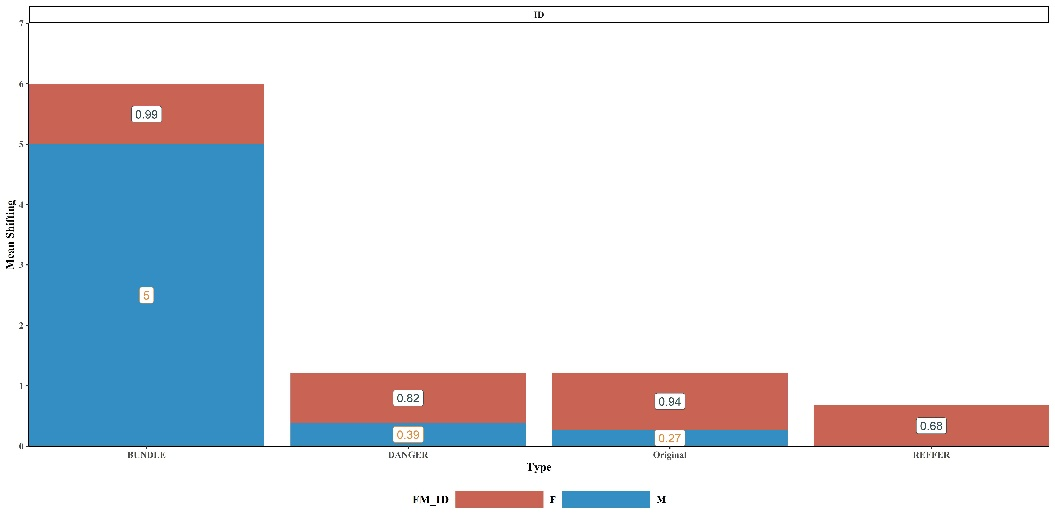 ID
Mean Shifting
7
6
5
4
3
2
1
0
0.99
5
0.82
0.39
0.94
0.27
0.68
BUNDLE
DANGER
Original
REFFER
Type
FM_ID F M